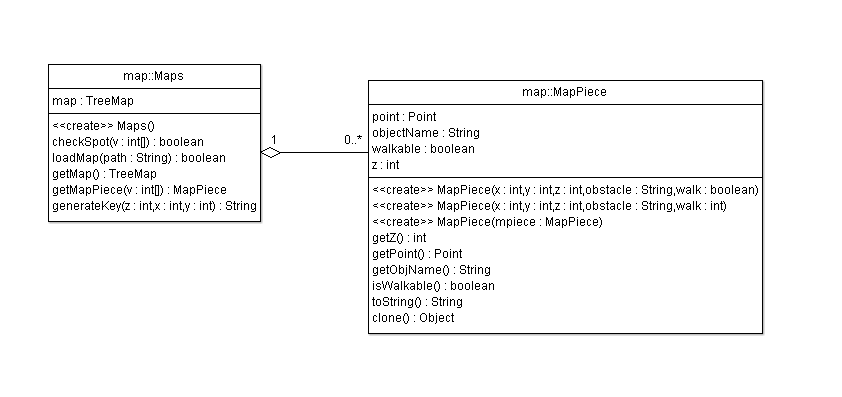 map::Maps
map : TreeMap
<<create>> Maps()
checkSpot(v : int[]) : boolean
loadMap(path : String) : boolean
getMap() : TreeMap
getMapPiece(v : int[]) : MapPiece
generateKey(z : int,x : int,y : int) : String
1
0..*
map::MapPiece
point : Point
objectName : String
walkable : boolean
z : int
<<create>> MapPiece(x : int,y : int,z : int,obstacle : String,walk : boolean)
<<create>> MapPiece(x : int,y : int,z : int,obstacle : String,walk : int)
<<create>> MapPiece(mpiece : MapPiece)
getZ() : int
getPoint() : Point
getObjName() : String
isWalkable() : boolean
toString() : String
clone() : Object